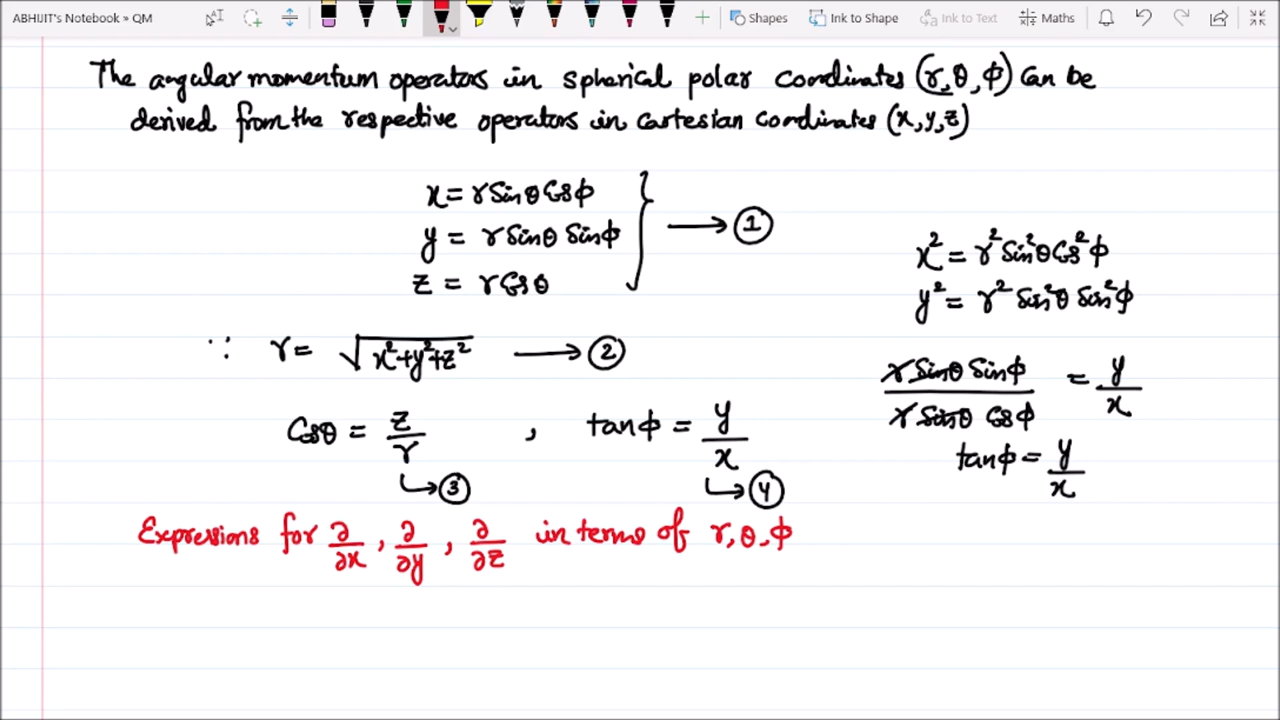 ABHIJIT's Notebook » QM
Shapes
Ink to Shape
Ink to Text
Maths
The angular momentum operators in spherical polar coordinates (r, θ, ϕ) can be
derived from the respective operators in cartesian coordinates (x, y, z)
x = r Sinθ Cosϕ
y = r Sinθ Sinϕ
z = r Cosθ
→ ①
∵ r = √(x²+y²+z²) → ②
Cosθ = z/r , tanϕ = y/x
↳ ③ ↳ ④
x² = r² Sin²θ Cos²ϕ
y² = r² Sin²θ Sin²ϕ
r Sinθ Sinϕ / r Sinθ Cosϕ = y/x
tanϕ = y/x
Expressions for ∂/∂x , ∂/∂y , ∂/∂z in terms of r, θ, ϕ